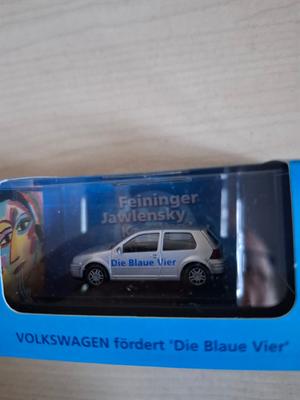 Feininger
Jawlensky
Die Blaue Vier
VOLKSWAGEN fördert 'Die Blaue Vier'